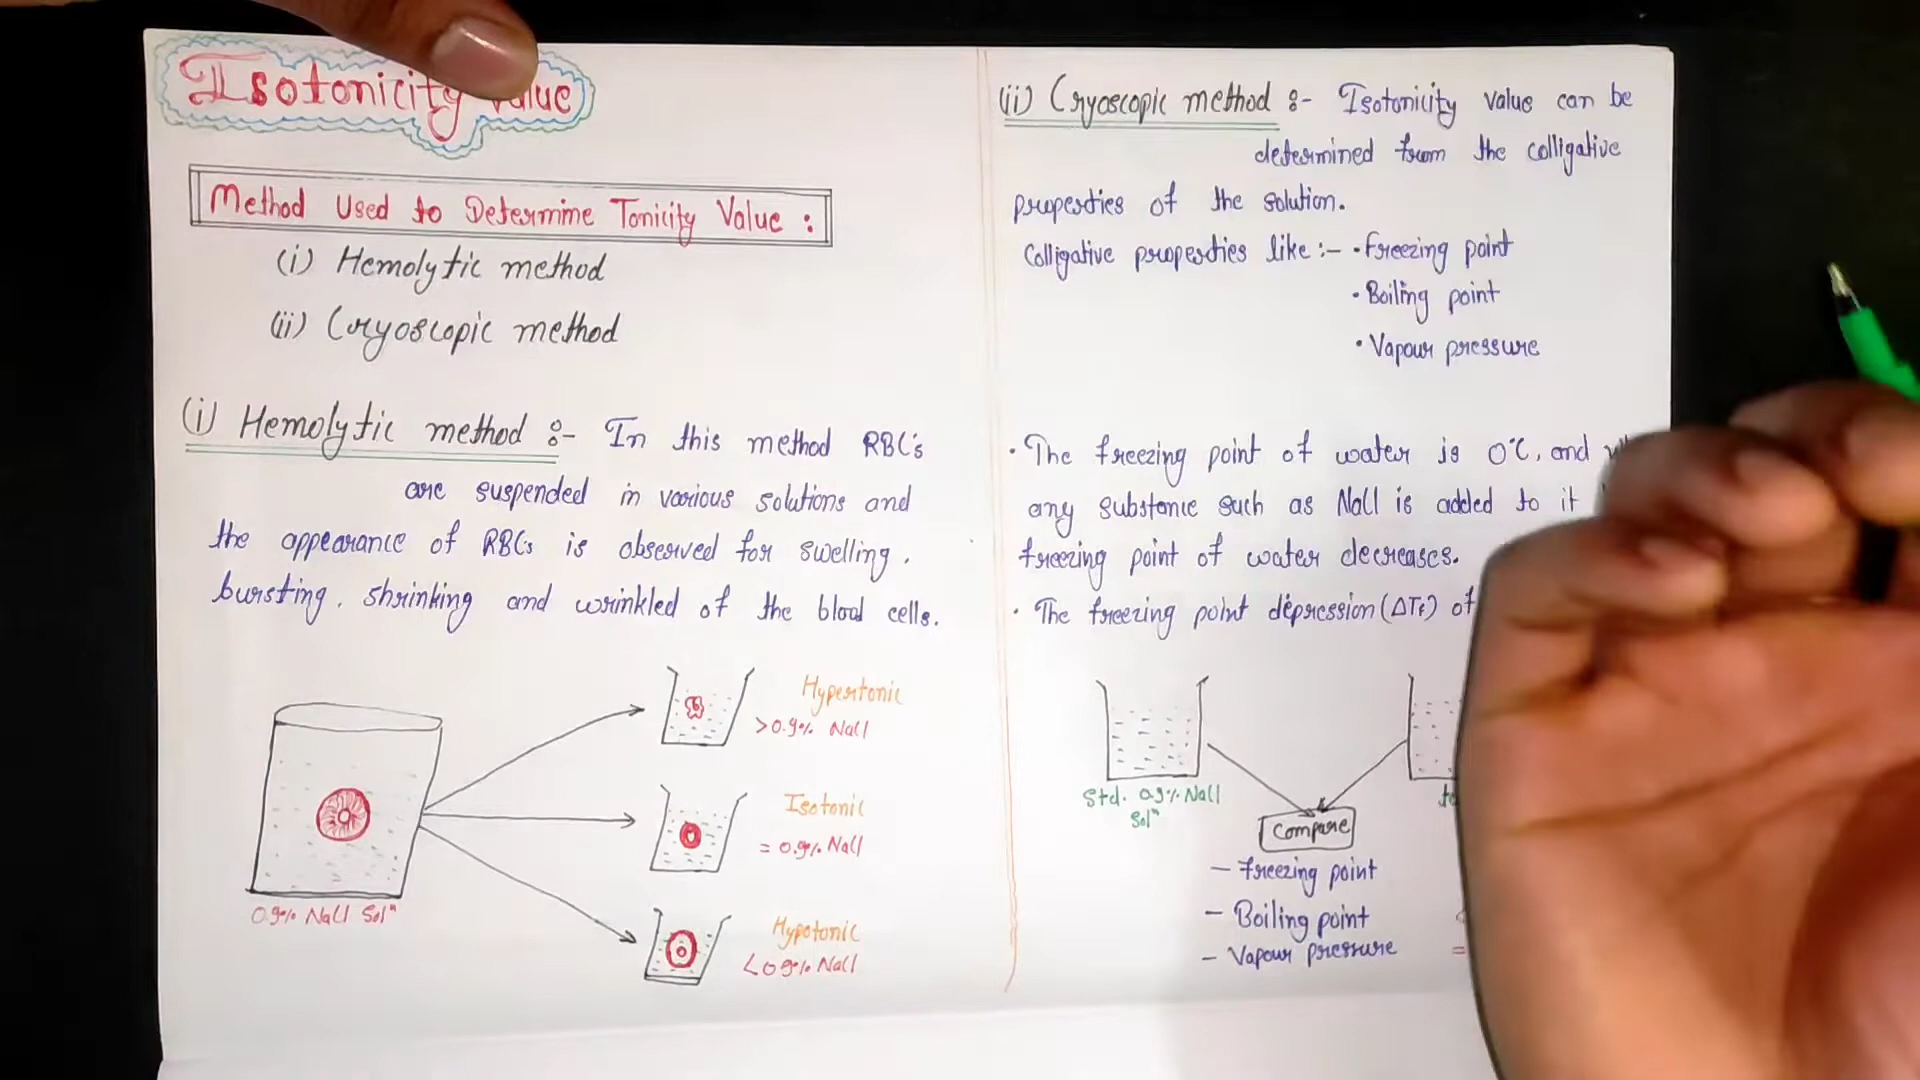 Isotonicity Value
Method Used to Determine Tonicity Value :
(i) Hemolytic method
(ii) Cryoscopic method
(i) Hemolytic method :- In this method RBC's
are suspended in various solutions and
the appearance of RBCs is observed for swelling,
bursting, shrinking and wrinkled of the blood cells.
0.9% NaCl Solⁿ
Hypertonic
>0.9% NaCl
Isotonic
= 0.9% NaCl
Hypotonic
<0.9% NaCl
(ii) Cryoscopic method :- Isotonicity value can be
determined from the colligative
properties of the solution.
Colligative properties like :- • Freezing point
• Boiling point
• Vapour pressure
• The freezing point of water is 0°C, and
any substance such as NaCl is added to it
freezing point of water decreases.
• The freezing point depression (ΔTf) of
Std. 0.9% NaCl
Solⁿ
Compare
- Freezing point
- Boiling point
- Vapour pressure